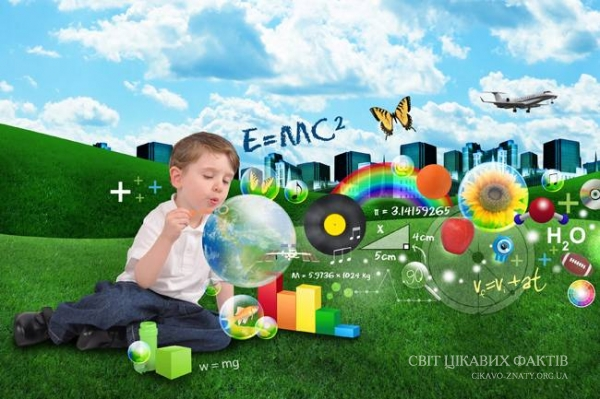 E=MC²
π = 3.14159265
x
4cm
5cm
H₂O
M = 5.9736 × 1024 kg
90
v = v + at
w = mg
СВІТ ЦІКАВИХ ФАКТІВ
CIKAVO-ZNATY.ORG.UA